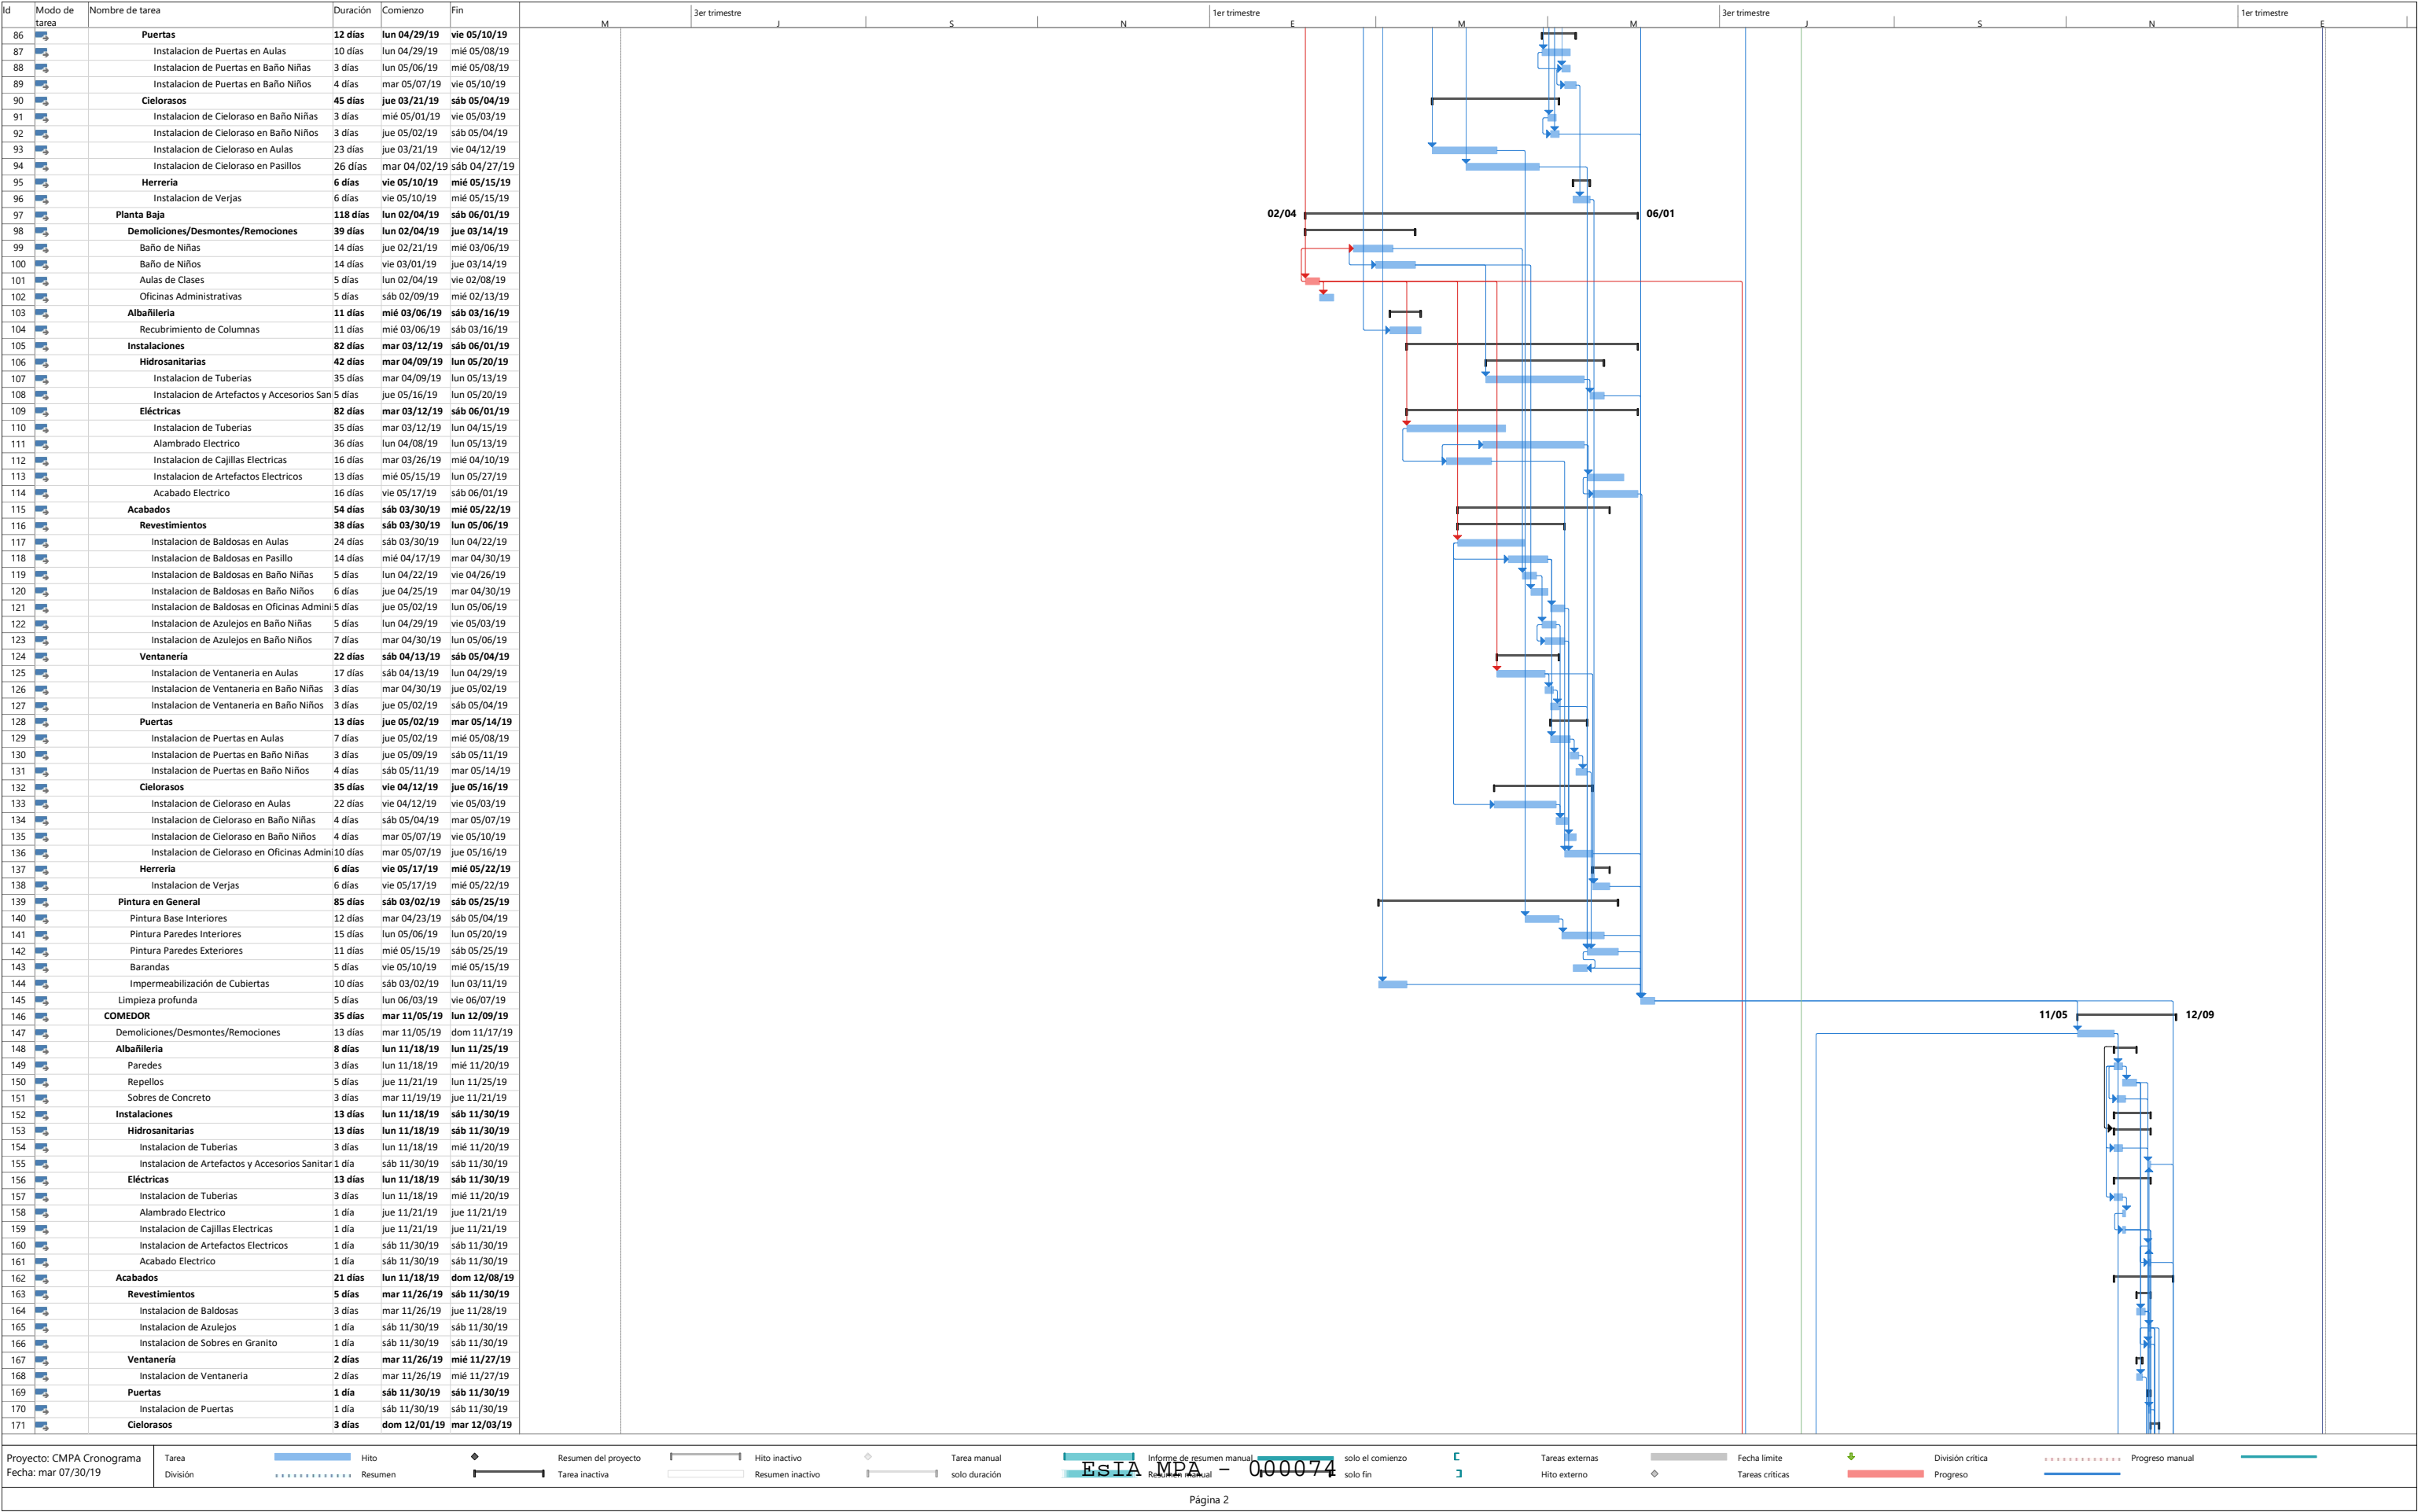 Id Modo de tarea Nombre de tarea Duración Comienzo Fin
3er trimestre 1er trimestre 3er trimestre 1er trimestre
M J S N E M M J S N E
86 Puertas 12 días lun 04/29/19 vie 05/10/19
87 Instalacion de Puertas en Aulas 10 días lun 04/29/19 mié 05/08/19
88 Instalacion de Puertas en Baño Niñas 3 días lun 05/06/19 mié 05/08/19
89 Instalacion de Puertas en Baño Niños 4 días mar 05/07/19 vie 05/10/19
90 Cielorasos 45 días jue 03/21/19 sáb 05/04/19
91 Instalacion de Cieloraso en Baño Niñas 3 días mié 05/01/19 vie 05/03/19
92 Instalacion de Cieloraso en Baño Niños 3 días jue 05/02/19 sáb 05/04/19
93 Instalacion de Cieloraso en Aulas 23 días jue 03/21/19 vie 04/12/19
94 Instalacion de Cieloraso en Pasillos 26 días mar 04/02/19 sáb 04/27/19
95 Herreria 6 días vie 05/10/19 mié 05/15/19
96 Instalacion de Verjas 6 días vie 05/10/19 mié 05/15/19
97 Planta Baja 118 días lun 02/04/19 sáb 06/01/19 02/04 06/01
98 Demoliciones/Desmontes/Remociones 39 días lun 02/04/19 jue 03/14/19
99 Baño de Niñas 14 días jue 02/21/19 mié 03/06/19
100 Baño de Niños 14 días vie 03/01/19 jue 03/14/19
101 Aulas de Clases 5 días lun 02/04/19 vie 02/08/19
102 Oficinas Administrativas 5 días sáb 02/09/19 mié 02/13/19
103 Albañileria 11 días mié 03/06/19 sáb 03/16/19
104 Recubrimiento de Columnas 11 días mié 03/06/19 sáb 03/16/19
105 Instalaciones 82 días mar 03/12/19 sáb 06/01/19
106 Hidrosanitarias 42 días mar 04/09/19 lun 05/20/19
107 Instalacion de Tuberias 35 días mar 04/09/19 lun 05/13/19
108 Instalacion de Artefactos y Accesorios San 5 días jue 05/16/19 lun 05/20/19
109 Eléctricas 82 días mar 03/12/19 sáb 06/01/19
110 Instalacion de Tuberias 35 días mar 03/12/19 lun 04/15/19
111 Alambrado Electrico 36 días lun 04/08/19 lun 05/13/19
112 Instalacion de Cajillas Electricas 16 días mar 03/26/19 mié 04/10/19
113 Instalacion de Artefactos Electricos 13 días mié 05/15/19 lun 05/27/19
114 Acabado Electrico 16 días vie 05/17/19 sáb 06/01/19
115 Acabados 54 días sáb 03/30/19 mié 05/22/19
116 Revestimientos 38 días sáb 03/30/19 lun 05/06/19
117 Instalacion de Baldosas en Aulas 24 días sáb 03/30/19 lun 04/22/19
118 Instalacion de Baldosas en Pasillo 14 días mié 04/17/19 mar 04/30/19
119 Instalacion de Baldosas en Baño Niñas 5 días lun 04/22/19 vie 04/26/19
120 Instalacion de Baldosas en Baño Niños 6 días jue 04/25/19 mar 04/30/19
121 Instalacion de Baldosas en Oficinas Admini 5 días jue 05/02/19 lun 05/06/19
122 Instalacion de Azulejos en Baño Niñas 5 días lun 04/29/19 vie 05/03/19
123 Instalacion de Azulejos en Baño Niños 7 días mar 04/30/19 lun 05/06/19
124 Ventanería 22 días sáb 04/13/19 sáb 05/04/19
125 Instalacion de Ventaneria en Aulas 17 días sáb 04/13/19 lun 04/29/19
126 Instalacion de Ventaneria en Baño Niñas 3 días mar 04/30/19 jue 05/02/19
127 Instalacion de Ventaneria en Baño Niños 3 días jue 05/02/19 sáb 05/04/19
128 Puertas 13 días jue 05/02/19 mar 05/14/19
129 Instalacion de Puertas en Aulas 7 días jue 05/02/19 mié 05/08/19
130 Instalacion de Puertas en Baño Niñas 3 días jue 05/09/19 sáb 05/11/19
131 Instalacion de Puertas en Baño Niños 4 días sáb 05/11/19 mar 05/14/19
132 Cielorasos 35 días vie 04/12/19 jue 05/16/19
133 Instalacion de Cieloraso en Aulas 22 días vie 04/12/19 vie 05/03/19
134 Instalacion de Cieloraso en Baño Niñas 4 días sáb 05/04/19 mar 05/07/19
135 Instalacion de Cieloraso en Baño Niños 4 días mar 05/07/19 vie 05/10/19
136 Instalacion de Cieloraso en Oficinas Admini 10 días mar 05/07/19 jue 05/16/19
137 Herreria 6 días vie 05/17/19 mié 05/22/19
138 Instalacion de Verjas 6 días vie 05/17/19 mié 05/22/19
139 Pintura en General 85 días sáb 03/02/19 sáb 05/25/19
140 Pintura Base Interiores 12 días mar 04/23/19 sáb 05/04/19
141 Pintura Paredes Interiores 15 días lun 05/06/19 lun 05/20/19
142 Pintura Paredes Exteriores 11 días mié 05/15/19 sáb 05/25/19
143 Barandas 5 días vie 05/10/19 mié 05/15/19
144 Impermeabilización de Cubiertas 10 días sáb 03/02/19 lun 03/11/19
145 Limpieza profunda 5 días lun 06/03/19 vie 06/07/19
146 COMEDOR 35 días mar 11/05/19 lun 12/09/19 11/05 12/09
147 Demoliciones/Desmontes/Remociones 13 días mar 11/05/19 dom 11/17/19
148 Albañileria 8 días lun 11/18/19 lun 11/25/19
149 Paredes 3 días lun 11/18/19 mié 11/20/19
150 Repellos 5 días jue 11/21/19 lun 11/25/19
151 Sobres de Concreto 3 días mar 11/19/19 jue 11/21/19
152 Instalaciones 13 días lun 11/18/19 sáb 11/30/19
153 Hidrosanitarias 13 días lun 11/18/19 sáb 11/30/19
154 Instalacion de Tuberias 3 días lun 11/18/19 mié 11/20/19
155 Instalacion de Artefactos y Accesorios Sanitar 1 día sáb 11/30/19 sáb 11/30/19
156 Eléctricas 13 días lun 11/18/19 sáb 11/30/19
157 Instalacion de Tuberias 3 días lun 11/18/19 mié 11/20/19
158 Alambrado Electrico 1 día jue 11/21/19 jue 11/21/19
159 Instalacion de Cajillas Electricas 1 día jue 11/21/19 jue 11/21/19
160 Instalacion de Artefactos Electricos 1 día sáb 11/30/19 sáb 11/30/19
161 Acabado Electrico 1 día sáb 11/30/19 sáb 11/30/19
162 Acabados 21 días lun 11/18/19 dom 12/08/19
163 Revestimientos 5 días mar 11/26/19 sáb 11/30/19
164 Instalacion de Baldosas 3 días mar 11/26/19 jue 11/28/19
165 Instalacion de Azulejos 1 día sáb 11/30/19 sáb 11/30/19
166 Instalacion de Sobres en Granito 1 día sáb 11/30/19 sáb 11/30/19
167 Ventanería 2 días mar 11/26/19 mié 11/27/19
168 Instalacion de Ventaneria 2 días mar 11/26/19 mié 11/27/19
169 Puertas 1 día sáb 11/30/19 sáb 11/30/19
170 Instalacion de Puertas 1 día sáb 11/30/19 sáb 11/30/19
171 Cielorasos 3 días dom 12/01/19 mar 12/03/19
Proyecto: CMPA Cronograma
Fecha: mar 07/30/19
Tarea Hito Resumen del proyecto Hito inactivo Tarea manual Informe de resumen manual solo el comienzo Tareas externas Fecha límite División crítica Progreso manual
División Resumen Tarea inactiva Resumen inactivo solo duración Resumen manual solo fin Hito externo Tareas críticas Progreso
EsIA MPA - 000074
Página 2